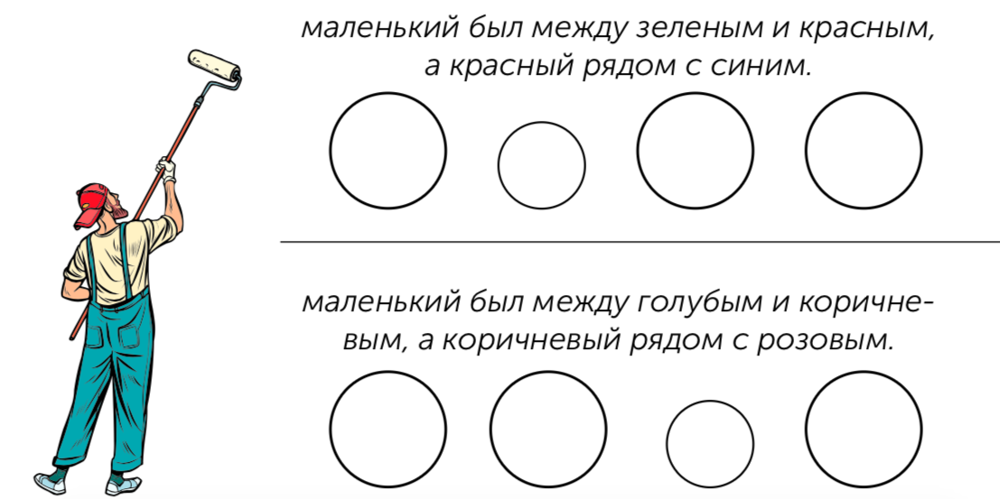 маленький был между зеленым и красным,
а красный рядом с синим.
маленький был между голубым и коричне-
вым, а коричневый рядом с розовым.